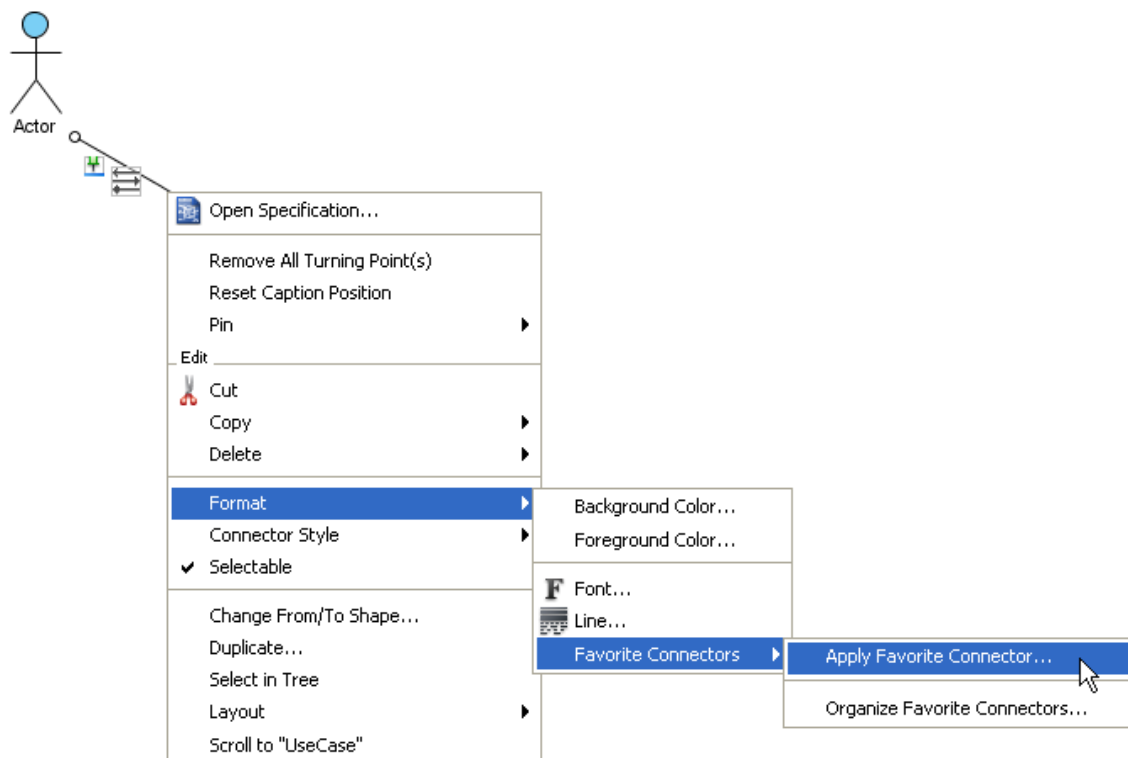 Actor
Open Specification...
Remove All Turning Point(s)
Reset Caption Position
Pin
Edit
Cut
Copy
Delete
Format
Connector Style
Selectable
Change From/To Shape...
Duplicate...
Select in Tree
Layout
Scroll to "UseCase"
Background Color...
Foreground Color...
F Font...
Line...
Favorite Connectors
Apply Favorite Connector...
Organize Favorite Connectors...